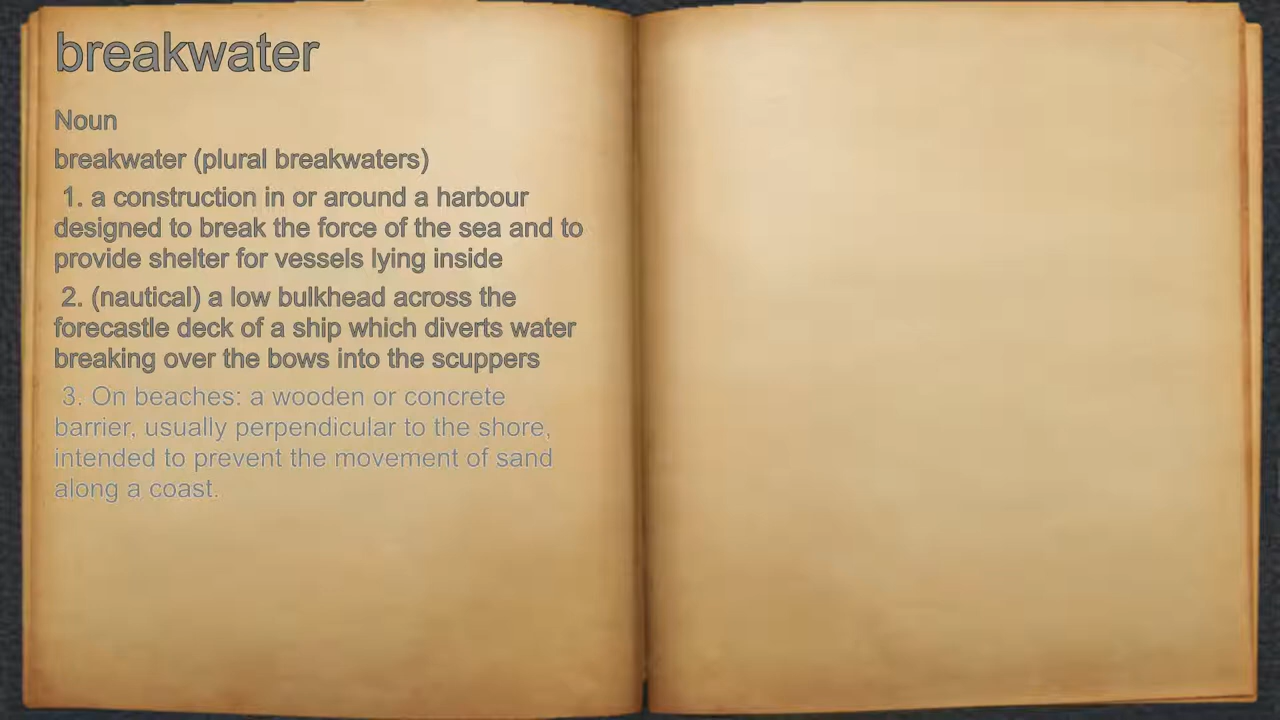 breakwater
Noun
breakwater (plural breakwaters)
1. a construction in or around a harbour
designed to break the force of the sea and to
provide shelter for vessels lying inside
2. (nautical) a low bulkhead across the
forecastle deck of a ship which diverts water
breaking over the bows into the scuppers
3. On beaches: a wooden or concrete
barrier, usually perpendicular to the shore,
intended to prevent the movement of sand
along a coast.